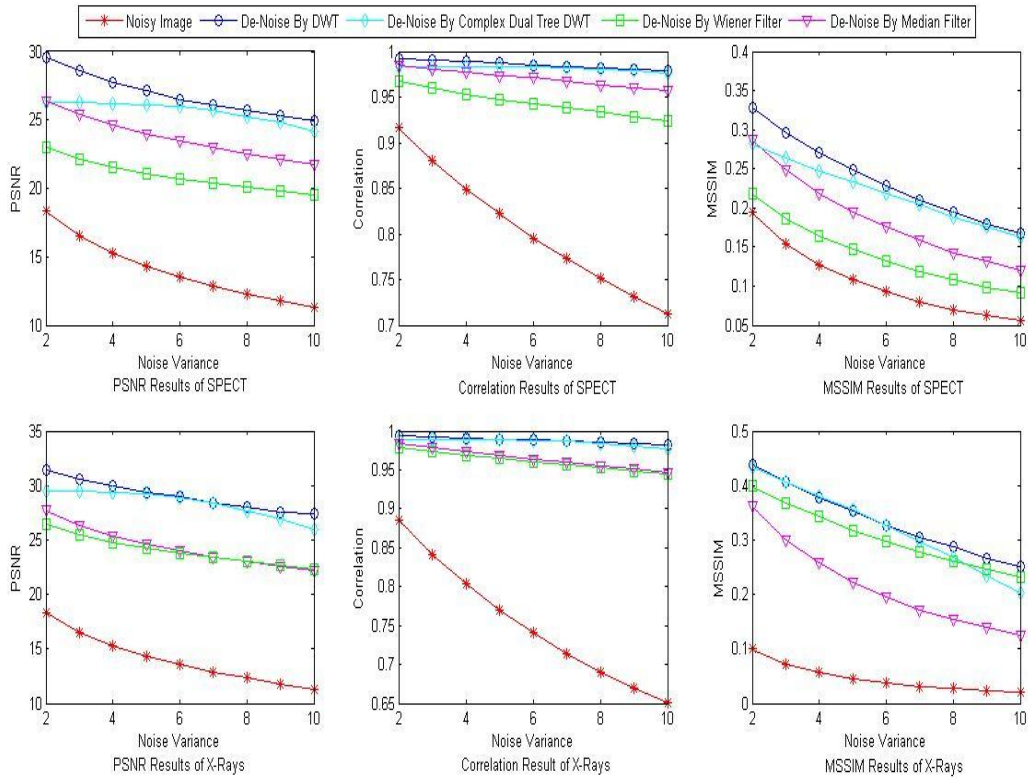 Noisy Image De-Noise By DWT De-Noise By Complex Dual Tree DWT De-Noise By Wiener Filter De-Noise By Median Filter
30
25
20
15
10
PSNR
2 4 6 8 10
Noise Variance
PSNR Results of SPECT
1
0.95
0.9
0.85
0.8
0.75
0.7
Correlation
2 4 6 8 10
Noise Variance
Correlation Results of SPECT
0.4
0.35
0.3
0.25
0.2
0.15
0.1
0.05
MSSIM
2 4 6 8 10
Noise Variance
MSSIM Results of SPECT
35
30
25
20
15
10
PSNR
2 4 6 8 10
Noise Variance
PSNR Results of X-Rays
1
0.95
0.9
0.85
0.8
0.75
0.7
0.65
Correlation
2 4 6 8 10
Noise Variance
Correlation Result of X-Rays
0.5
0.4
0.3
0.2
0.1
0
MSSIM
2 4 6 8 10
Noise Variance
MSSIM Results of X-Rays